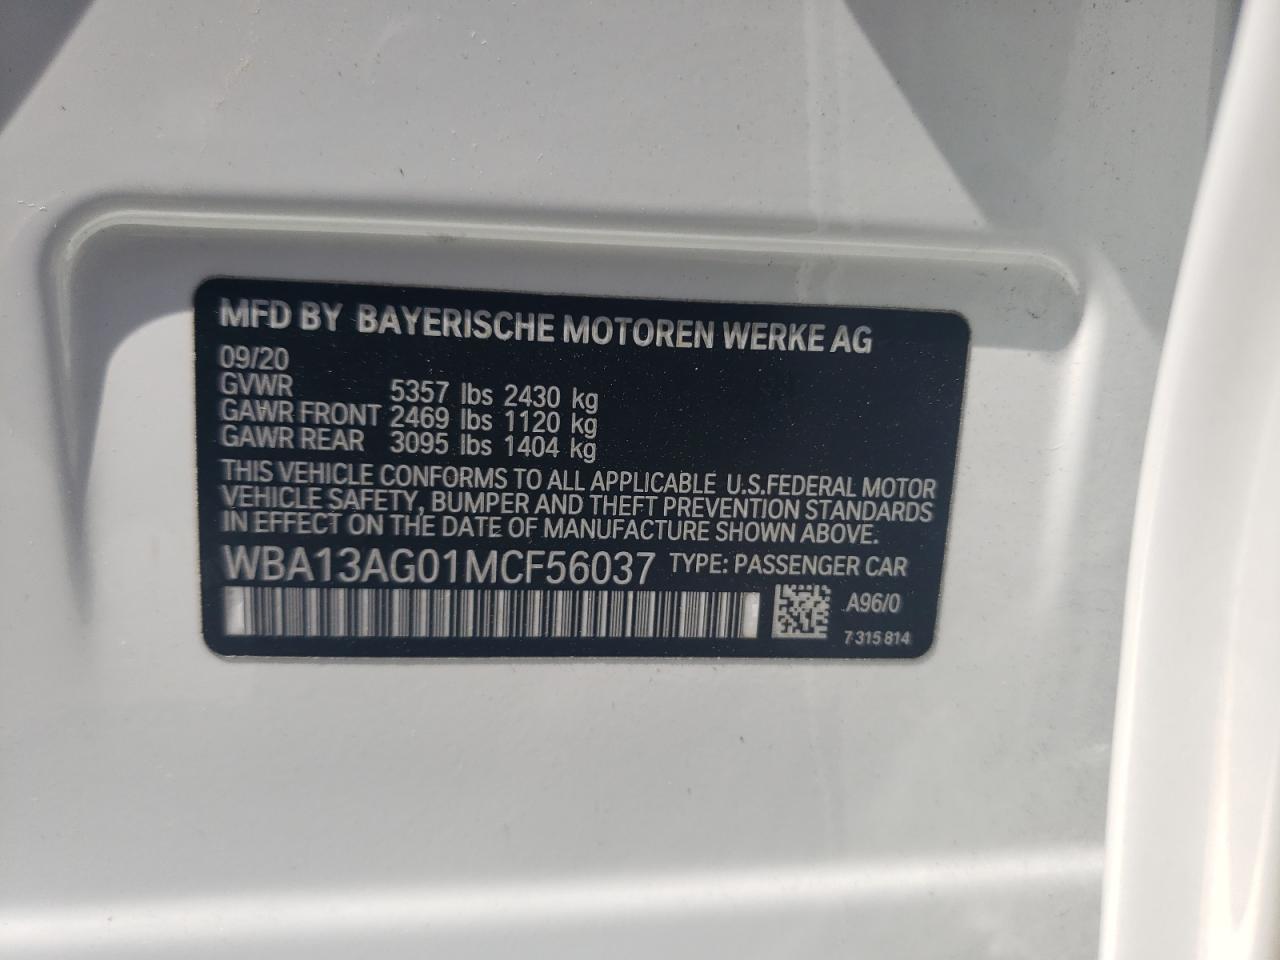 MFD BY BAYERISCHE MOTOREN WERKE AG
09/20
GVWR 5357 lbs 2430 kg
GAWR FRONT 2469 lbs 1120 kg
GAWR REAR 3095 lbs 1404 kg
THIS VEHICLE CONFORMS TO ALL APPLICABLE U.S.FEDERAL MOTOR
VEHICLE SAFETY, BUMPER AND THEFT PREVENTION STANDARDS
IN EFFECT ON THE DATE OF MANUFACTURE SHOWN ABOVE.
WBA13AG01MCF56037 TYPE: PASSENGER CAR
A96/0
7 315 814